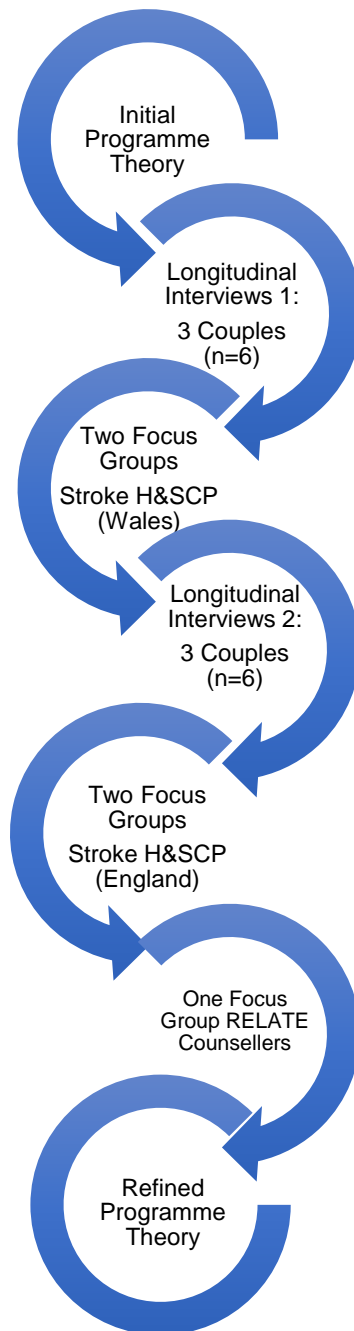 Initial
Programme
Theory
Longitudinal
Interviews 1:
3 Couples
(n=6)
Two Focus
Groups
Stroke H&SCP
(Wales)
Longitudinal
Interviews 2:
3 Couples
(n=6)
Two Focus
Groups
Stroke H&SCP
(England)
One Focus
Group RELATE
Counsellers
Refined
Programme
Theory